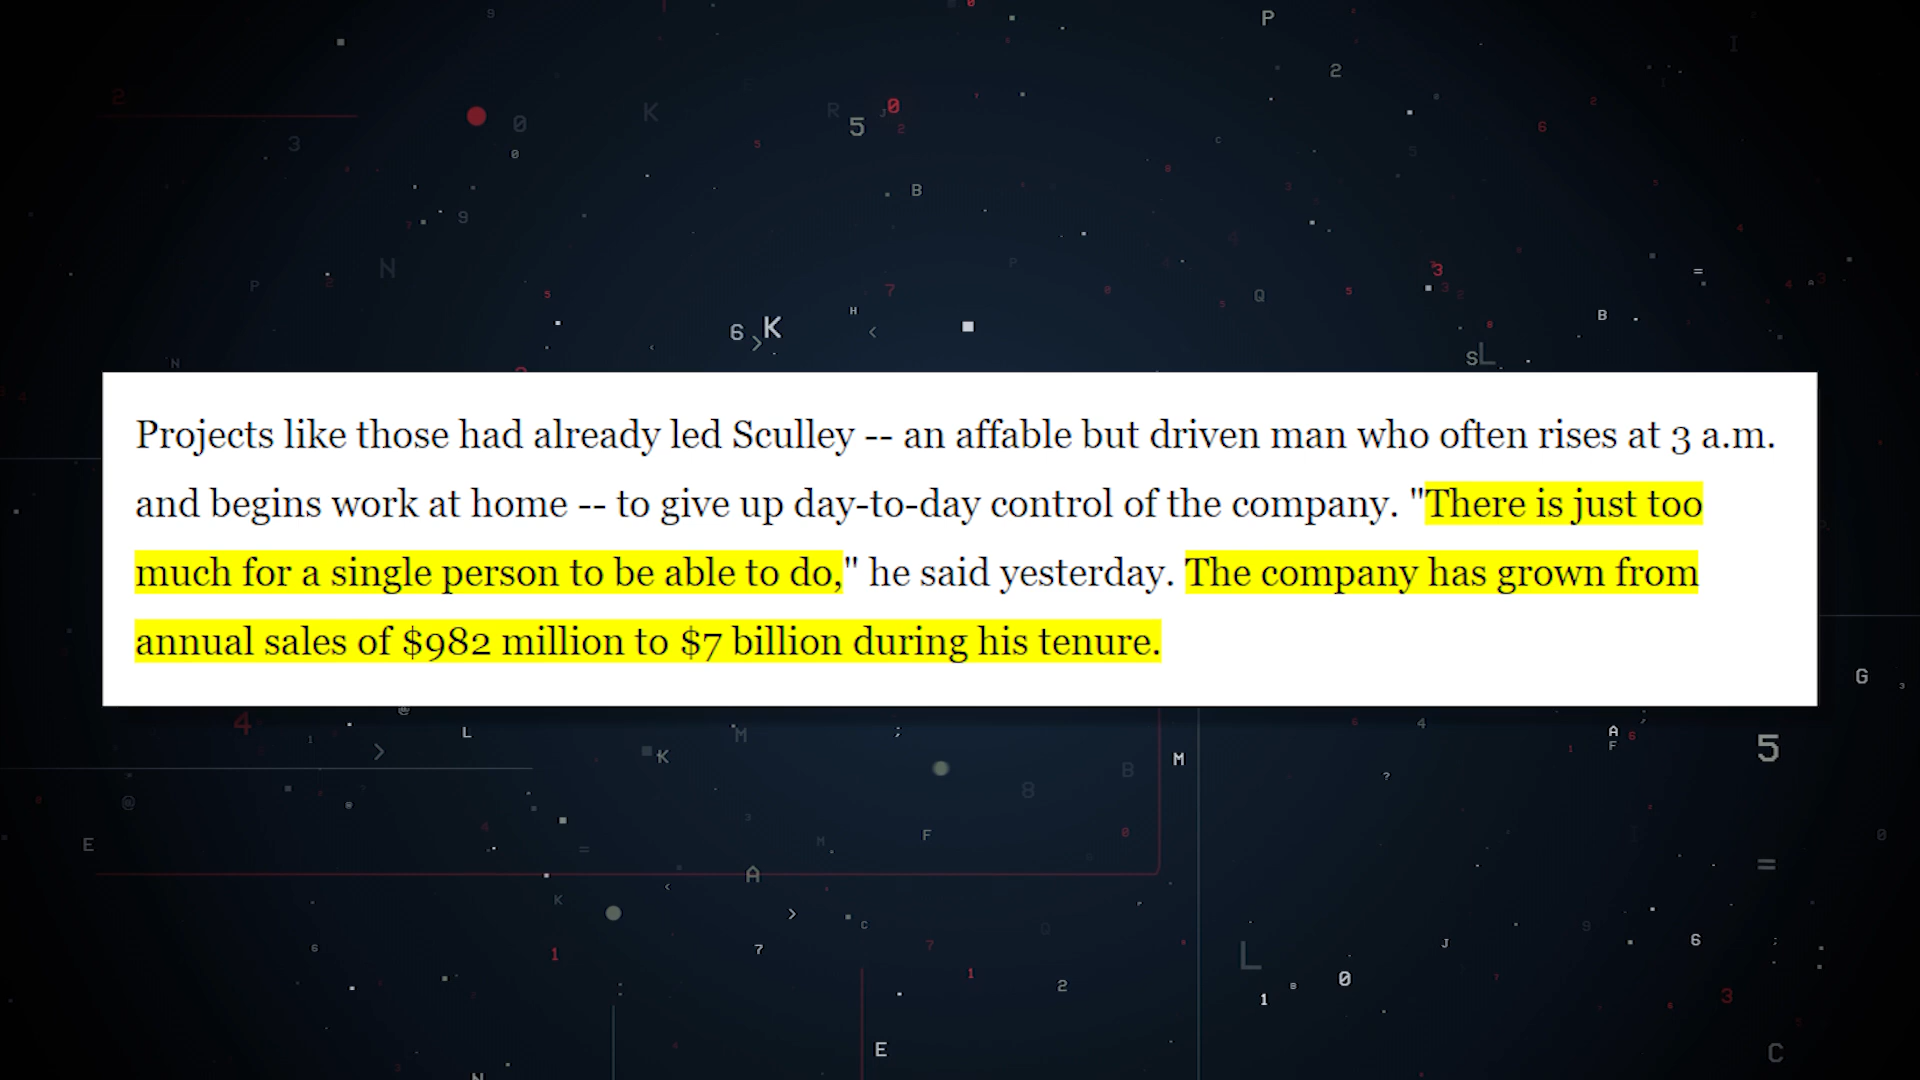 Projects like those had already led Sculley -- an affable but driven man who often rises at 3 a.m.
and begins work at home -- to give up day-to-day control of the company. "There is just too
much for a single person to be able to do," he said yesterday. The company has grown from
annual sales of $982 million to $7 billion during his tenure.